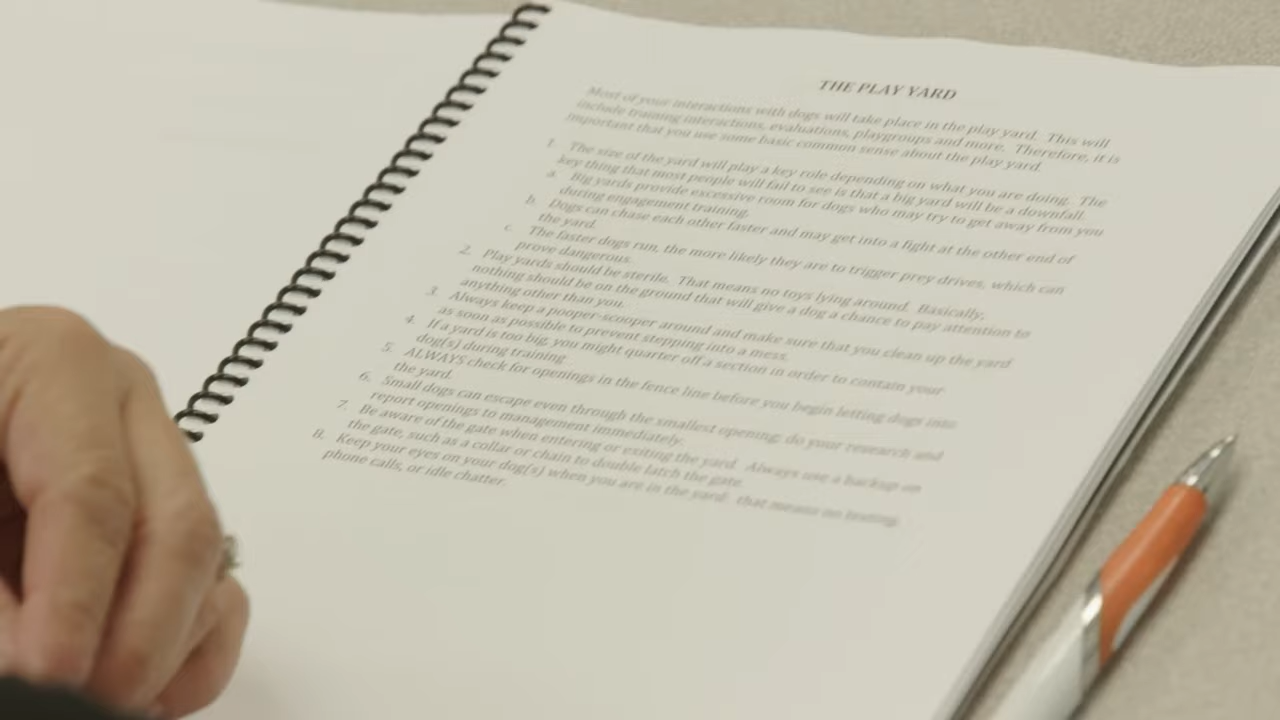 THE PLAY YARD
Most of your interactions with dogs will take place in the play yard. This will
include training interactions, evaluations, playgroups and more. Therefore, it is
important that you use some basic common sense about the play yard.
1. The size of the yard will play a key role depending on what you are doing. The
key thing that most people will fail to see is that a big yard will be a downfall.
a. Big yards provide excessive room for dogs who may try to get away from you
during engagement training.
b. Dogs can chase each other faster and may get into a fight at the other end of
the yard.
c. The faster dogs run, the more likely they are to trigger prey drives, which can
prove dangerous.
2. Play yards should be sterile. That means no toys lying around. Basically,
nothing should be on the ground that will give a dog a chance to pay attention to
anything other than you.
3. Always keep a pooper-scooper around and make sure that you clean up the yard
as soon as possible to prevent stepping into a mess.
4. If a yard is too big, you might quarter off a section in order to contain your
dog(s) during training.
5. ALWAYS check for openings in the fence line before you begin letting dogs into
the yard.
6. Small dogs can escape even through the smallest opening; do your research and
report openings to management immediately.
7. Be aware of the gate when entering or exiting the yard. Always use a backup on
the gate, such as a collar or chain to double latch the gate.
8. Keep your eyes on your dog(s) when you are in the yard- that means no texting,
phone calls, or idle chatter.